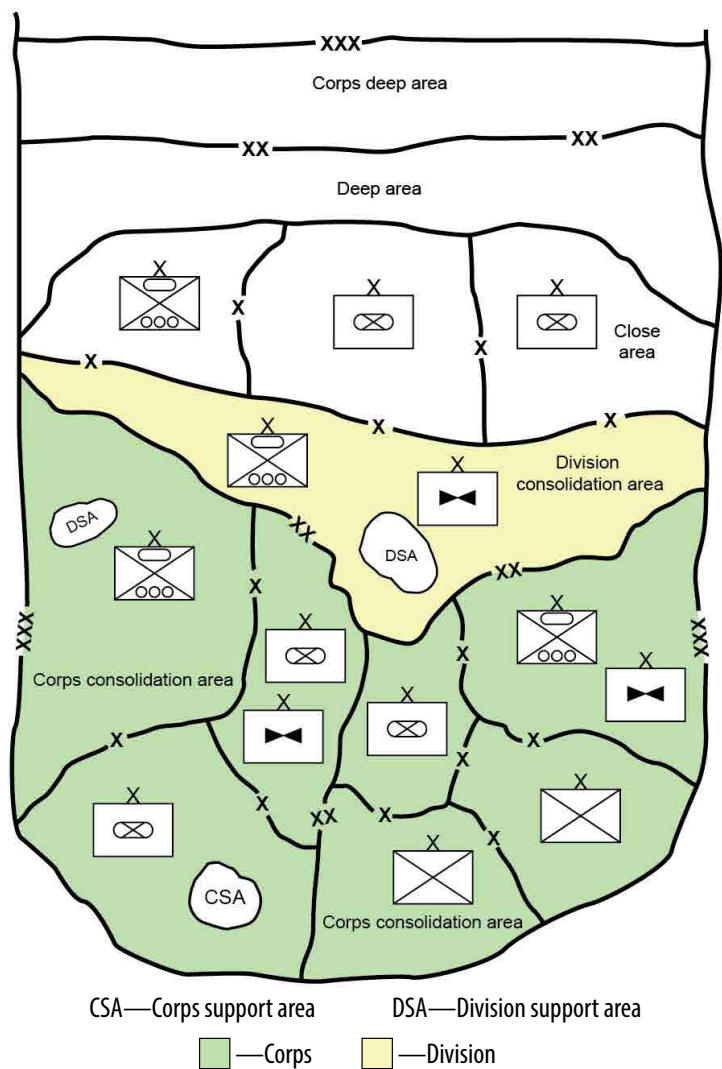 XXX
Corps deep area
XX
XX
Deep area
X
X
X
X
X
Close
area
X
X
X
X
X
X
Division
consolidation area
DSA
X
XX
DSA
X
XX
X
X
X
XXX
Corps consolidation area
X
X
X
XXX
X
X
X
X
X
X
XX
X
X
X
CSA
Corps consolidation area
CSA—Corps support area
DSA—Division support area
—Corps
—Division